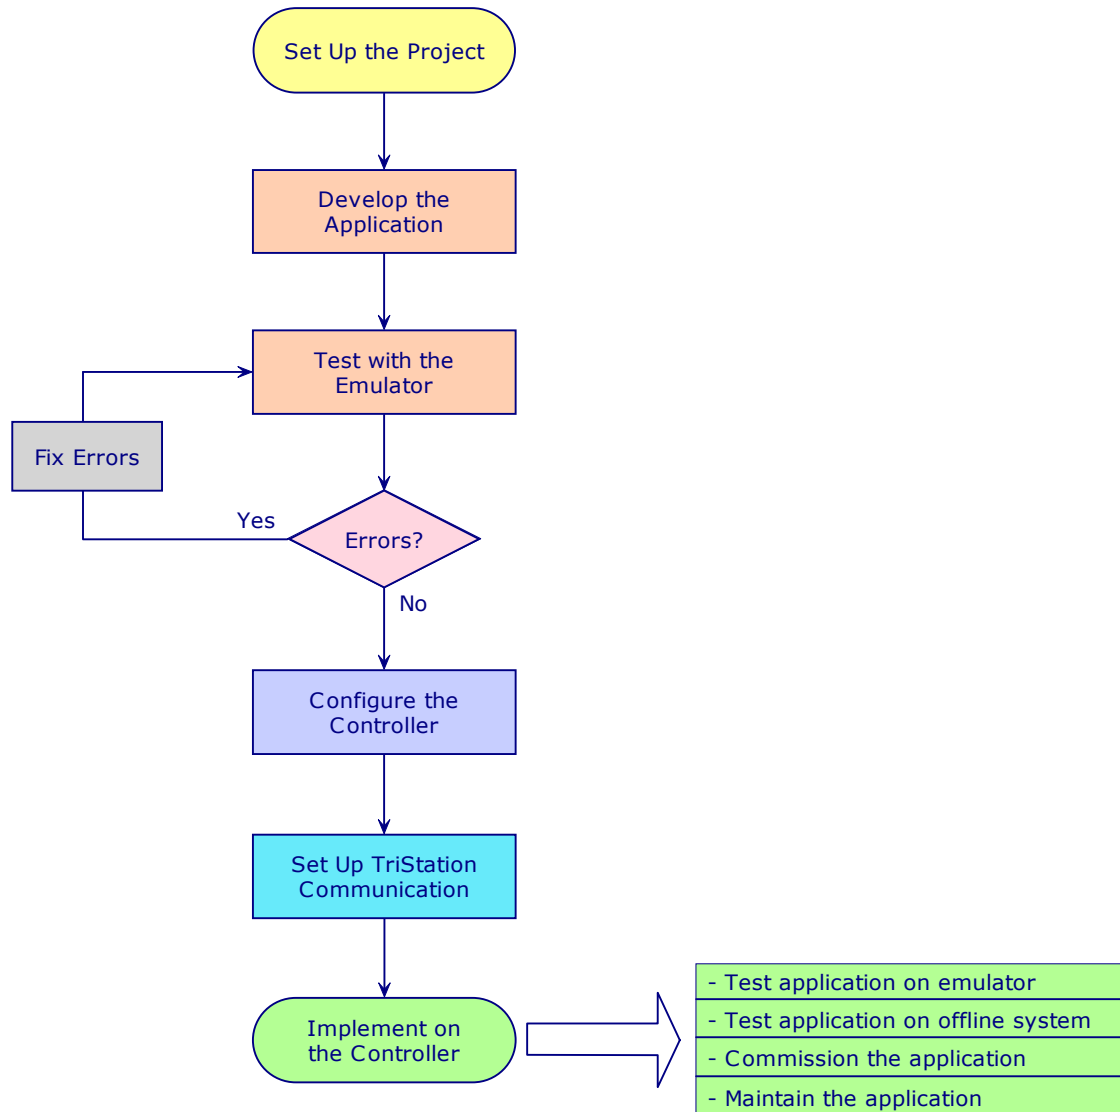 Set Up the Project
Develop the
Application
Test with the
Emulator
Fix Errors
Yes
Errors?
No
Configure the
Controller
Set Up TriStation
Communication
Implement on
the Controller
- Test application on emulator
- Test application on offline system
- Commission the application
- Maintain the application